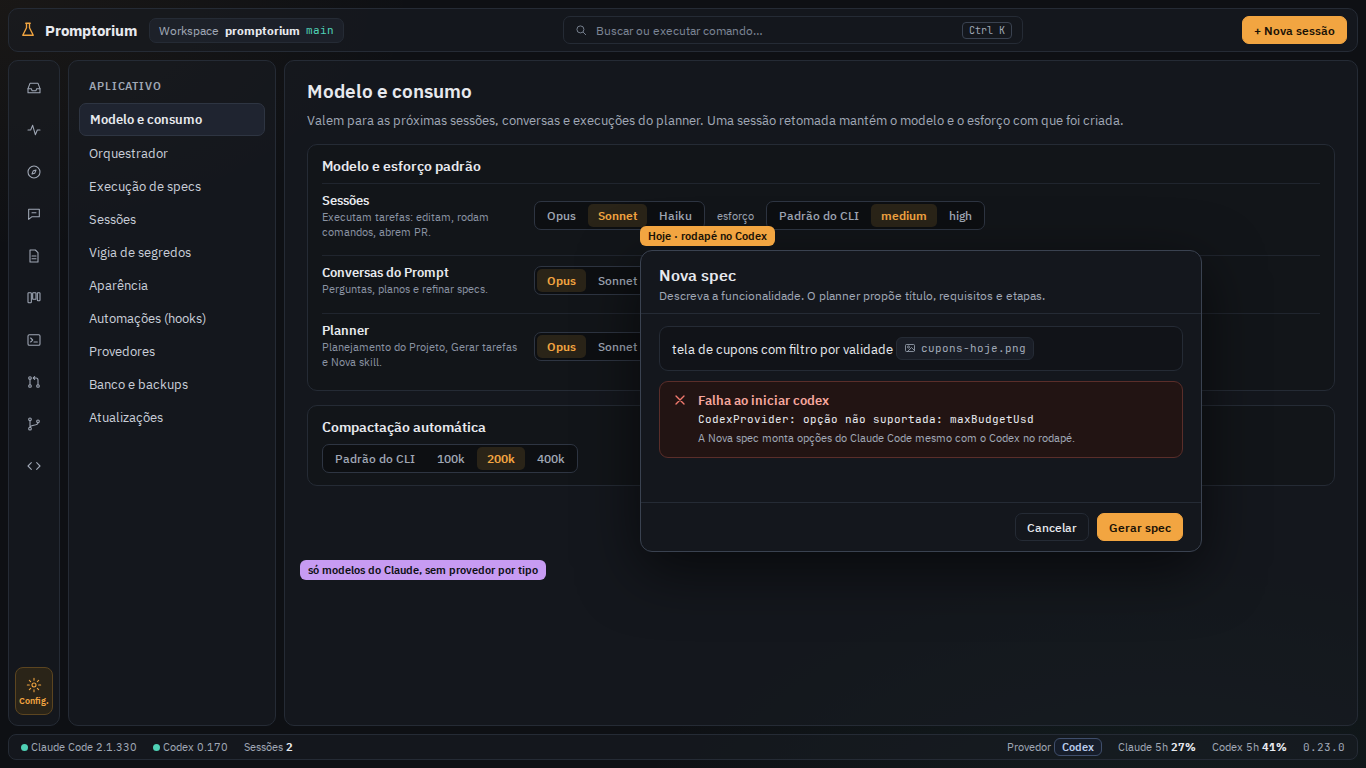 Promptorium
Workspace promptorium main
Buscar ou executar comando...
Ctrl K
+ Nova sessão
APLICATIVO
Modelo e consumo
Orquestrador
Execução de specs
Sessões
Vigia de segredos
Aparência
Automações (hooks)
Provedores
Banco e backups
Atualizações
Config.
Modelo e consumo
Valem para as próximas sessões, conversas e execuções do planner. Uma sessão retomada mantém o modelo e o esforço com que foi criada.
Modelo e esforço padrão
Sessões
Executam tarefas: editam, rodam
comandos, abrem PR.
Opus Sonnet Haiku esforço Padrão do CLI medium high
Hoje · rodapé no Codex
Conversas do Prompt
Perguntas, planos e refinar specs.
Opus Sonnet
Planner
Planejamento do Projeto, Gerar tarefas
e Nova skill.
Opus Sonnet
Compactação automática
Padrão do CLI 100k 200k 400k
Nova spec
Descreva a funcionalidade. O planner propõe título, requisitos e etapas.
tela de cupons com filtro por validade cupons-hoje.png
Falha ao iniciar codex
CodexProvider: opção não suportada: maxBudgetUsd
A Nova spec monta opções do Claude Code mesmo com o Codex no rodapé.
Cancelar
Gerar spec
só modelos do Claude, sem provedor por tipo
Claude Code 2.1.330 Codex 0.170 Sessões 2
Provedor Codex Claude 5h 27% Codex 5h 41% 0.23.0